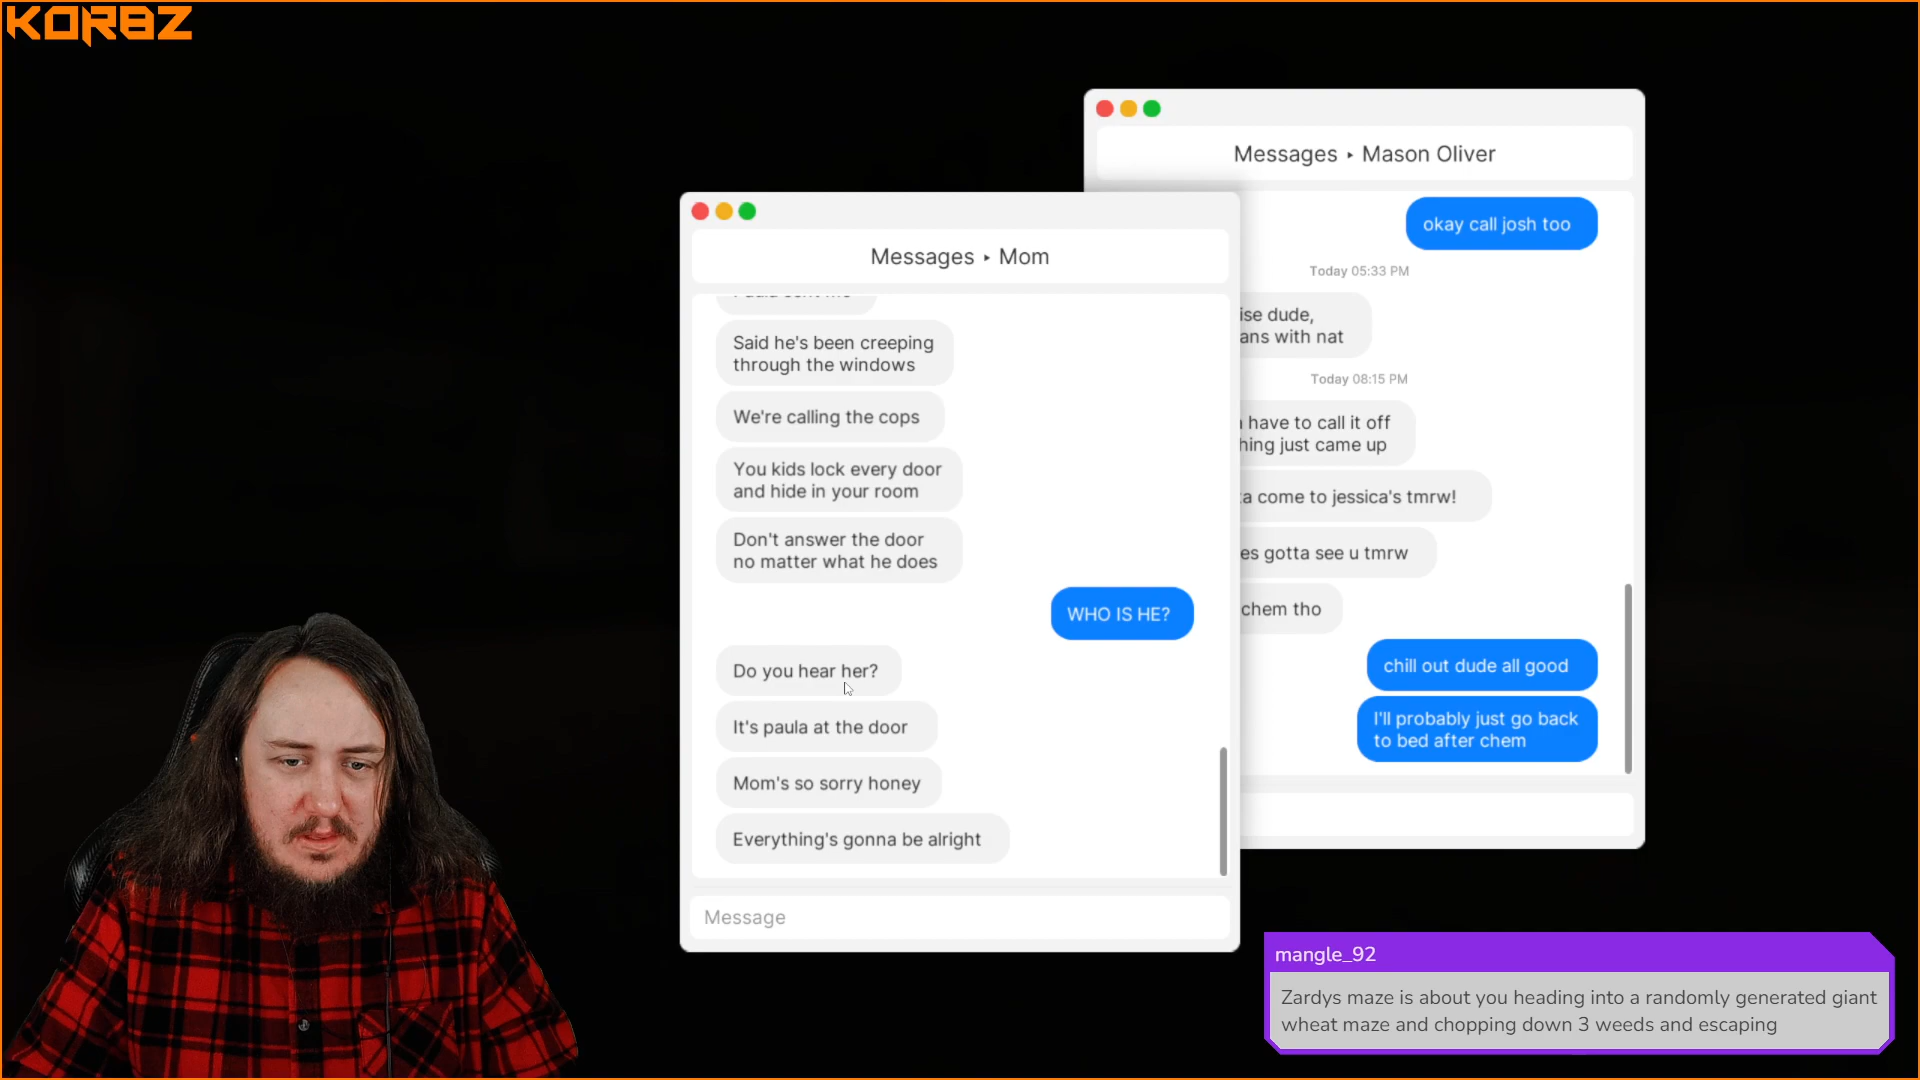 KORBZ
Messages ‣ Mason Oliver
okay call josh too
Today 05:33 PM
ise dude,
ans with nat
Today 08:15 PM
have to call it off
hing just came up
a come to jessica's tmrw!
es gotta see u tmrw
chem tho
chill out dude all good
I'll probably just go back
to bed after chem
Messages ‣ Mom
Said he's been creeping
through the windows
We're calling the cops
You kids lock every door
and hide in your room
Don't answer the door
no matter what he does
WHO IS HE?
Do you hear her?
It's paula at the door
Mom's so sorry honey
Everything's gonna be alright
Message
mangle_92
Zardys maze is about you heading into a randomly generated giant
wheat maze and chopping down 3 weeds and escaping